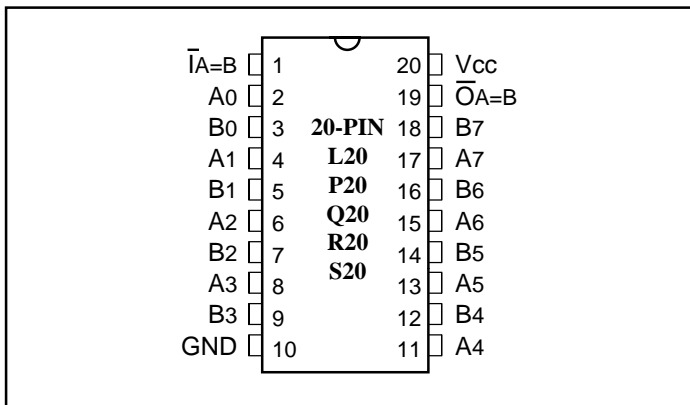 I̅A=B 1 20 Vcc
A0 2 19 O̅A=B
B0 3 20-PIN 18 B7
A1 4 L20 17 A7
B1 5 P20 16 B6
A2 6 Q20 15 A6
B2 7 R20 14 B5
A3 8 S20 13 A5
B3 9 12 B4
GND 10 11 A4